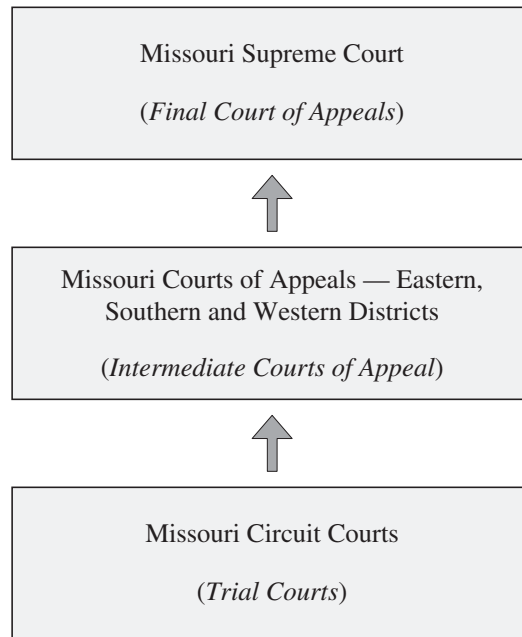 Missouri Supreme Court
(Final Court of Appeals)
Missouri Courts of Appeals — Eastern,
Southern and Western Districts
(Intermediate Courts of Appeal)
Missouri Circuit Courts
(Trial Courts)